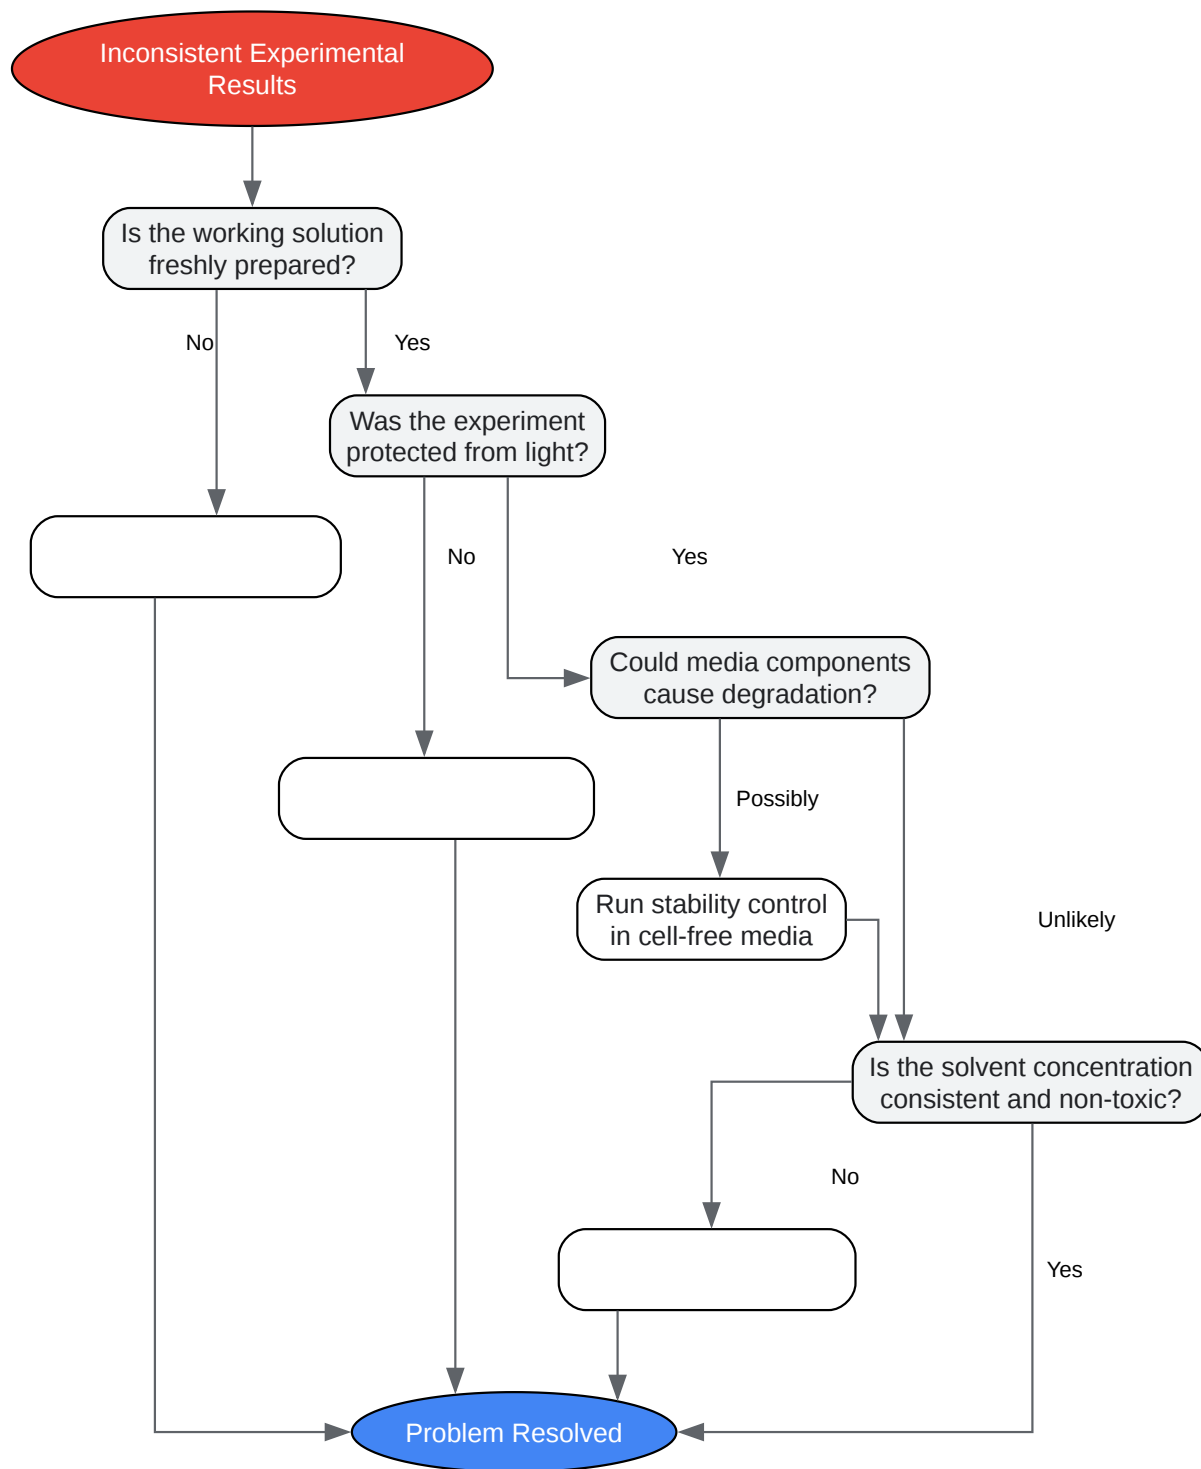 Inconsistent Experimental
Results
Is the working solution
freshly prepared?
No
Yes
Was the experiment
protected from light?
No
Yes
Could media components
cause degradation?
Possibly
Run stability control
in cell-free media
Unlikely
Is the solvent concentration
consistent and non-toxic?
No
Yes
Problem Resolved